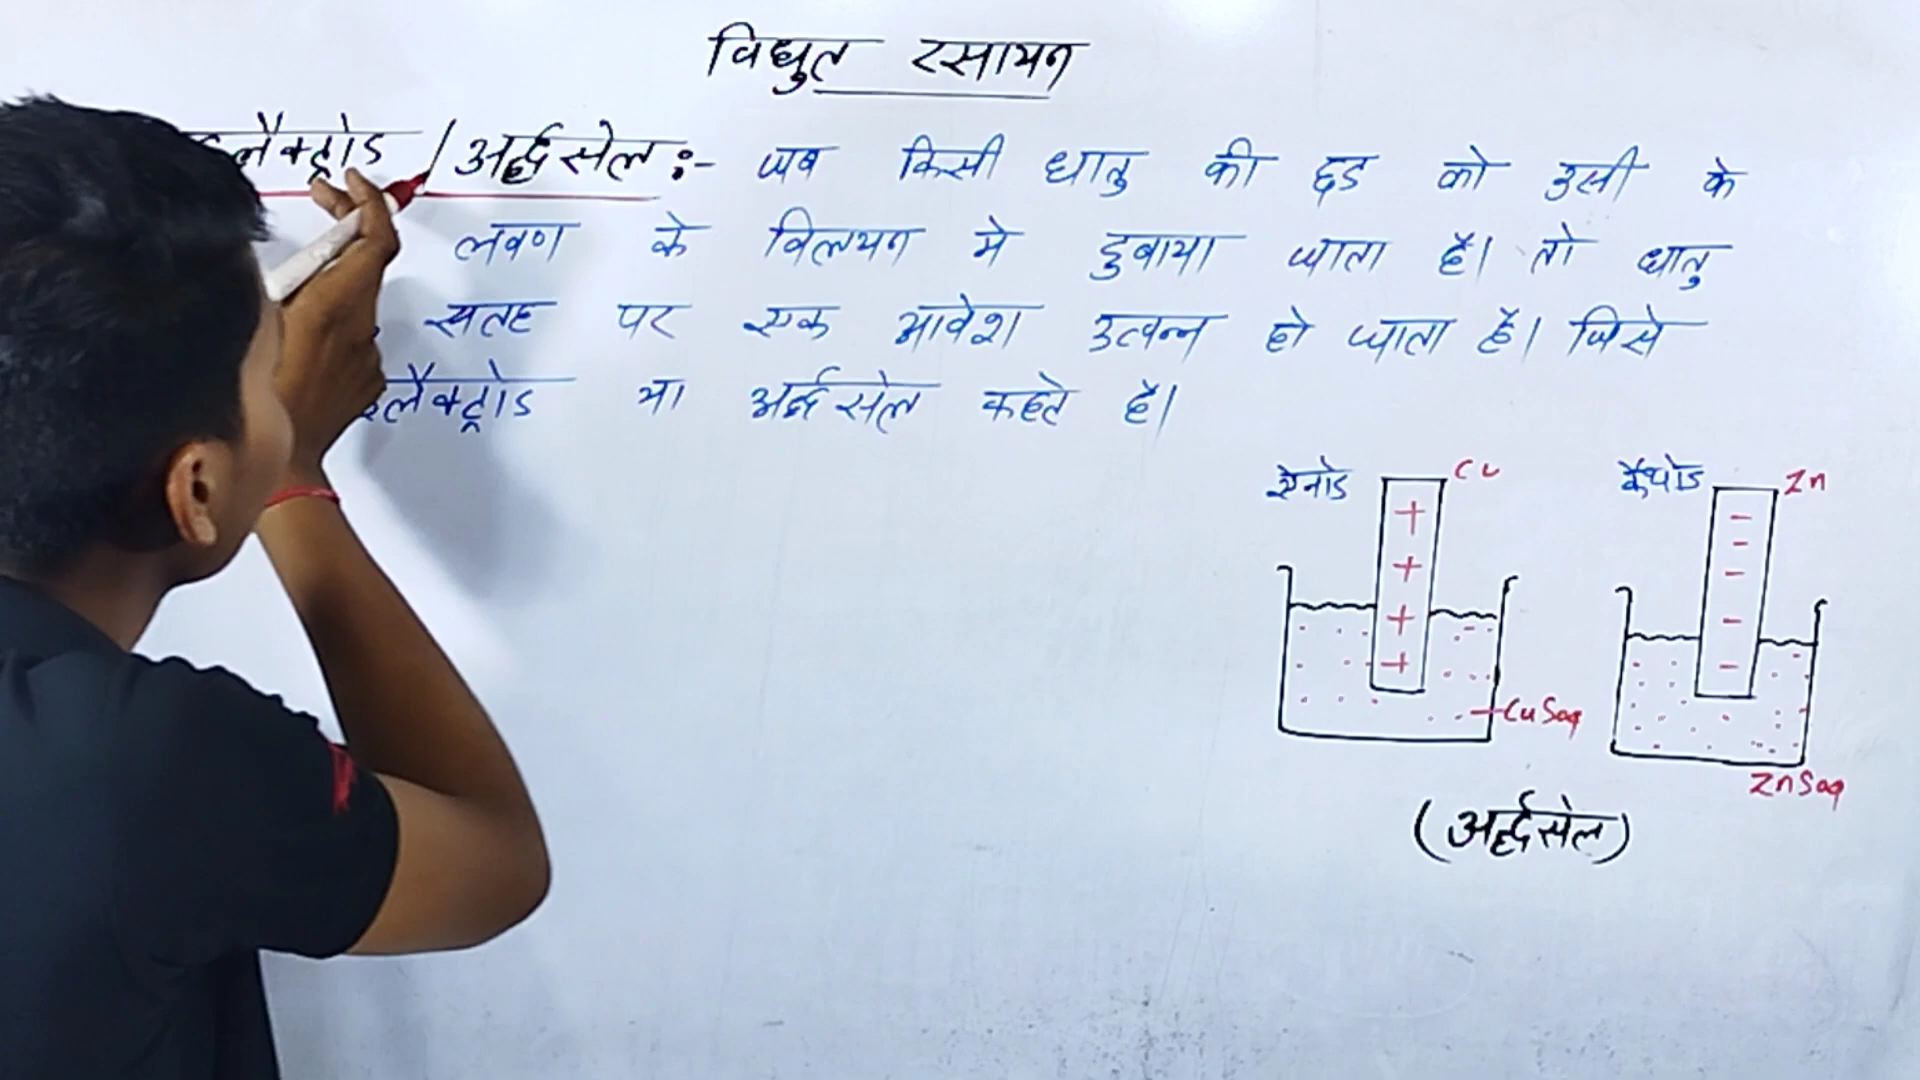 विद्युत रसायन
इलैक्ट्रोड / अर्द्धसेल :- जब किसी धातु की छड को उसी के
लवण के विलयन मे डुबाया जाता है। तो धातु
सतह पर एक आवेश उत्पन्न हो जाता है। जिसे
इलैक्ट्रोड या अर्द्धसेल कहते है।
ऐनोड Cu कैथोड Zn
CuSaq
ZnSaq
(अर्द्धसेल)